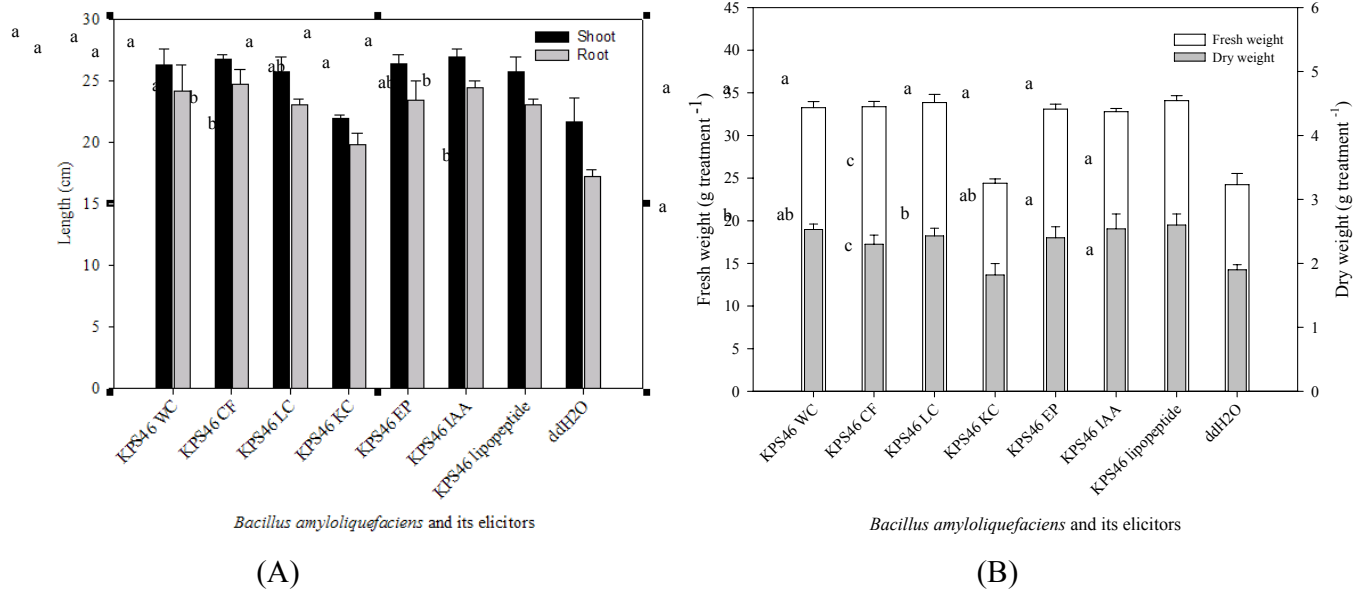 30
25
20
15
10
5
0
Length (cm)
Shoot
Root
a
a
a
a
a
a
a
a
a
a
ab
ab
b
b
b
b
KPS46 WC
KPS46 CF
KPS46 LC
KPS46 KC
KPS46 EP
KPS46 IAA
KPS46 lipopeptide
ddH2O
Bacillus amyloliquefaciens and its elicitors
(A)
45
40
35
30
25
20
15
10
5
0
Fresh weight (g treatment -1)
Fresh weight
Dry weight
a
a
a
a
a
a
c
a
a
ab
a
b
ab
b
c
a
6
5
4
3
2
1
0
Dry weight (g treatment -1)
KPS46 WC
KPS46 CF
KPS46 LC
KPS46 KC
KPS46 EP
KPS46 IAA
KPS46 lipopeptide
ddH2O
Bacillus amyloliquefaciens and its elicitors
(B)